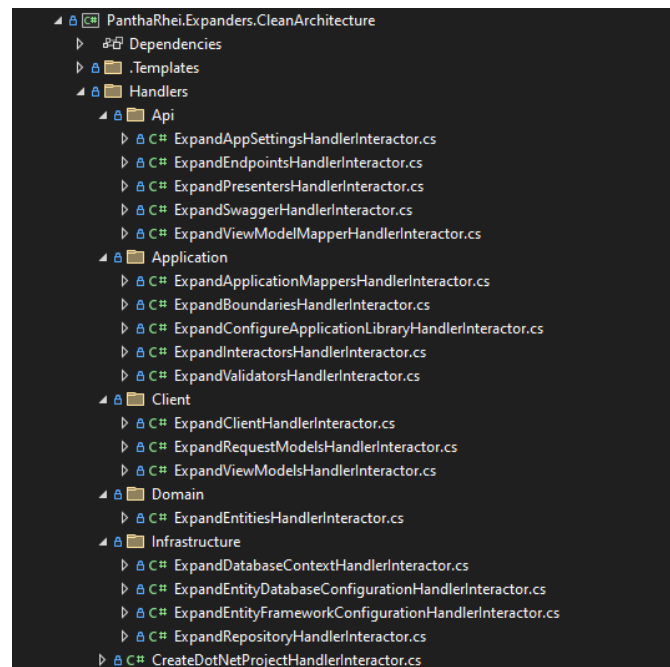 C# PanthaRhei.Expanders.CleanArchitecture
Dependencies
.Templates
Handlers
Api
C# ExpandAppSettingsHandlerInteractor.cs
C# ExpandEndpointsHandlerInteractor.cs
C# ExpandPresentersHandlerInteractor.cs
C# ExpandSwaggerHandlerInteractor.cs
C# ExpandViewModelMapperHandlerInteractor.cs
Application
C# ExpandApplicationMappersHandlerInteractor.cs
C# ExpandBoundariesHandlerInteractor.cs
C# ExpandConfigureApplicationLibraryHandlerInteractor.cs
C# ExpandInteractorsHandlerInteractor.cs
C# ExpandValidatorsHandlerInteractor.cs
Client
C# ExpandClientHandlerInteractor.cs
C# ExpandRequestModelsHandlerInteractor.cs
C# ExpandViewModelsHandlerInteractor.cs
Domain
C# ExpandEntitiesHandlerInteractor.cs
Infrastructure
C# ExpandDatabaseContextHandlerInteractor.cs
C# ExpandEntityDatabaseConfigurationHandlerInteractor.cs
C# ExpandEntityFrameworkConfigurationHandlerInteractor.cs
C# ExpandRepositoryHandlerInteractor.cs
C# CreateDotNetProjectHandlerInteractor.cs